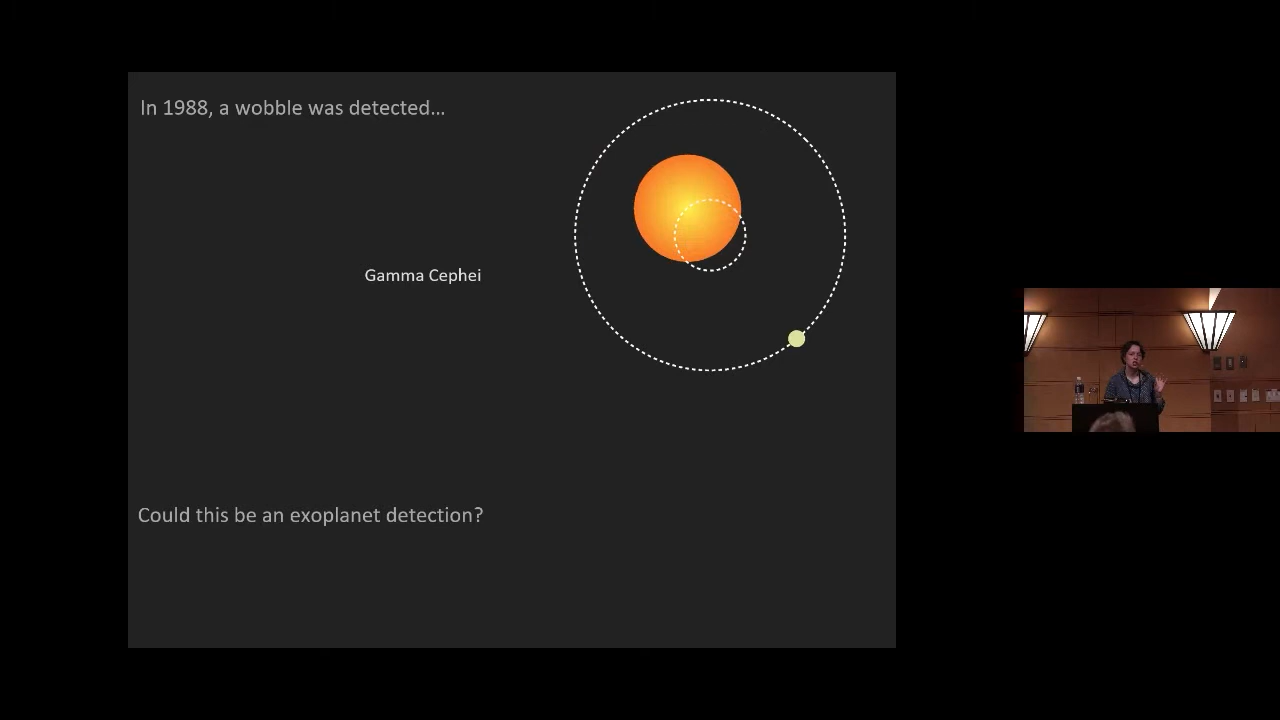 In 1988, a wobble was detected…
Gamma Cephei
Could this be an exoplanet detection?